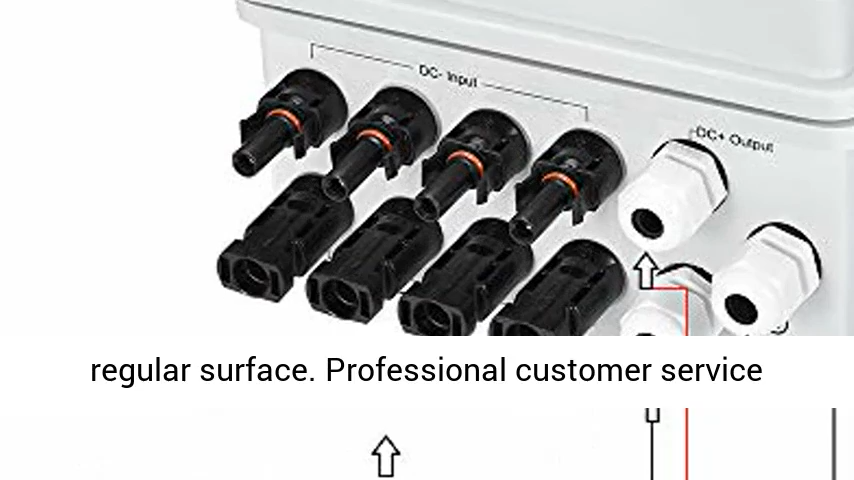 DC- Input
DC+ Output
regular surface. Professional customer service